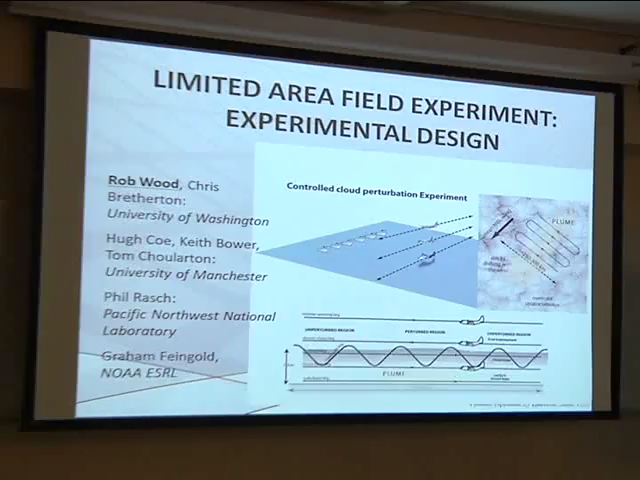 LIMITED AREA FIELD EXPERIMENT:
EXPERIMENTAL DESIGN
Rob Wood, Chris
Bretherton:
University of Washington
Hugh Coe, Keith Bower,
Tom Choularton:
University of Manchester
Phil Rasch:
Pacific Northwest National
Laboratory
Graham Feingold,
NOAA ESRL
Controlled cloud perturbation Experiment
PLUME
UNPERTURBED REGION
PERTURBED REGION
UNPERTURBED REGION
PLUME